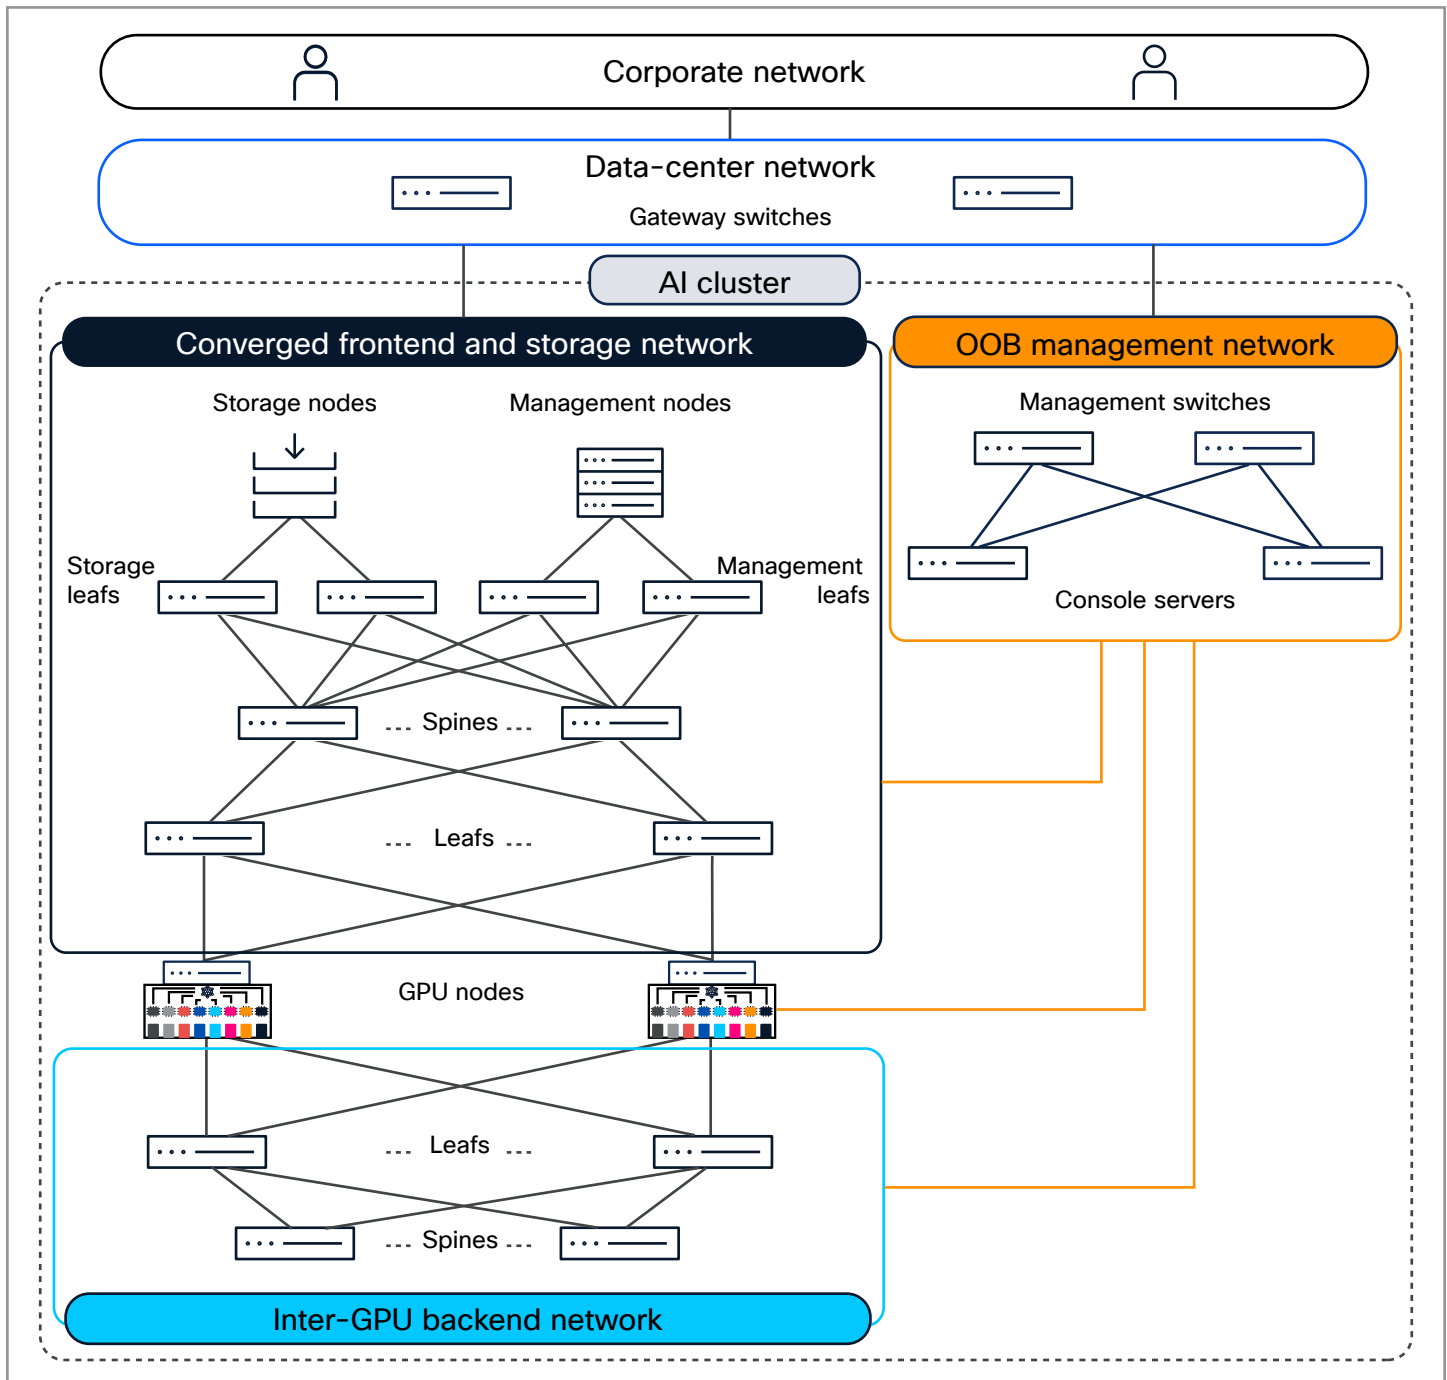 Corporate network
Data-center network
Gateway switches
AI cluster
Converged frontend and storage network
OOB management network
Storage nodes
Management nodes
Management switches
Storage
leafs
Management
leafs
Console servers
Spines
Leafs
GPU nodes
Leafs
Spines
Inter-GPU backend network